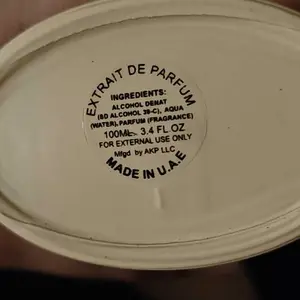 EXTRAIT DE PARFUM
INGREDIENTS:
ALCOHOL DENAT
(SD ALCOHOL 39-C), AQUA
(WATER), PARFUM (FRAGRANCE)
100ML. 3.4 FL OZ
FOR EXTERNAL USE ONLY
Mfgd by AKP LLC
MADE IN U.A.E